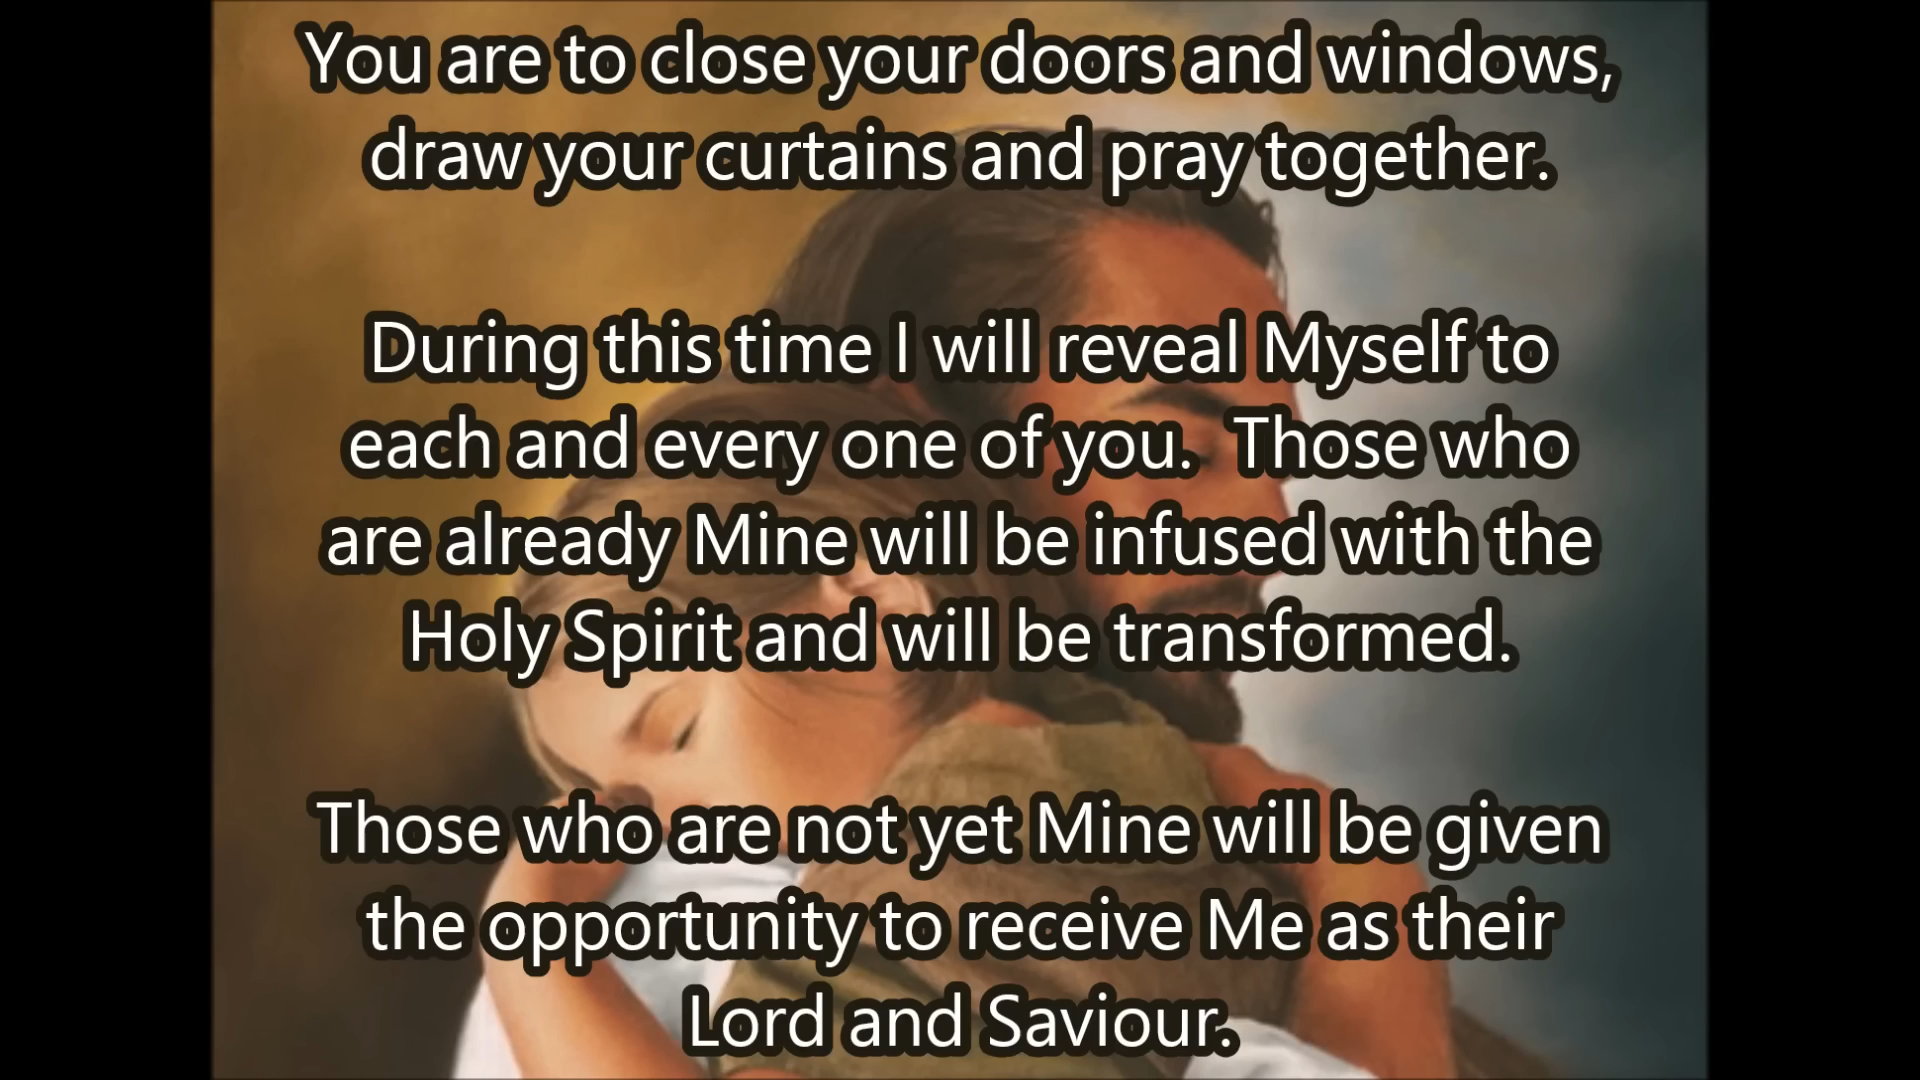 You are to close your doors and windows,
draw your curtains and pray together.
During this time I will reveal Myself to
each and every one of you.  Those who
are already Mine will be infused with the
Holy Spirit and will be transformed.
Those who are not yet Mine will be given
the opportunity to receive Me as their
Lord and Saviour.